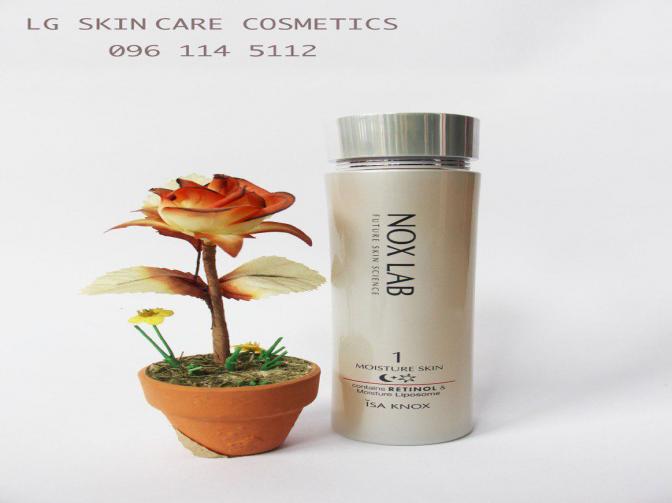 LG SKIN CARE COSMETICS
096 114 5112
NOX LAB
FUTURE SKIN SCIENCE
1
MOISTURE SKIN
contains RETINOL &
Moisture Liposome
ISA KNOX